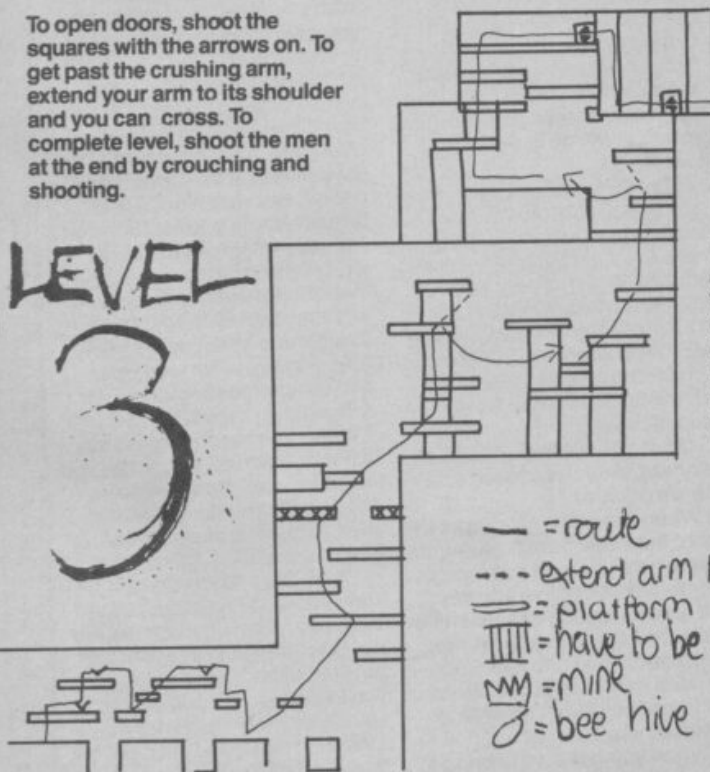 To open doors, shoot the
squares with the arrows on. To
get past the crushing arm,
extend your arm to its shoulder
and you can cross. To
complete level, shoot the men
at the end by crouching and
shooting.
LEVEL
3
— = route
--- extend arm
= platform
= have to be
= mine
= bee hive